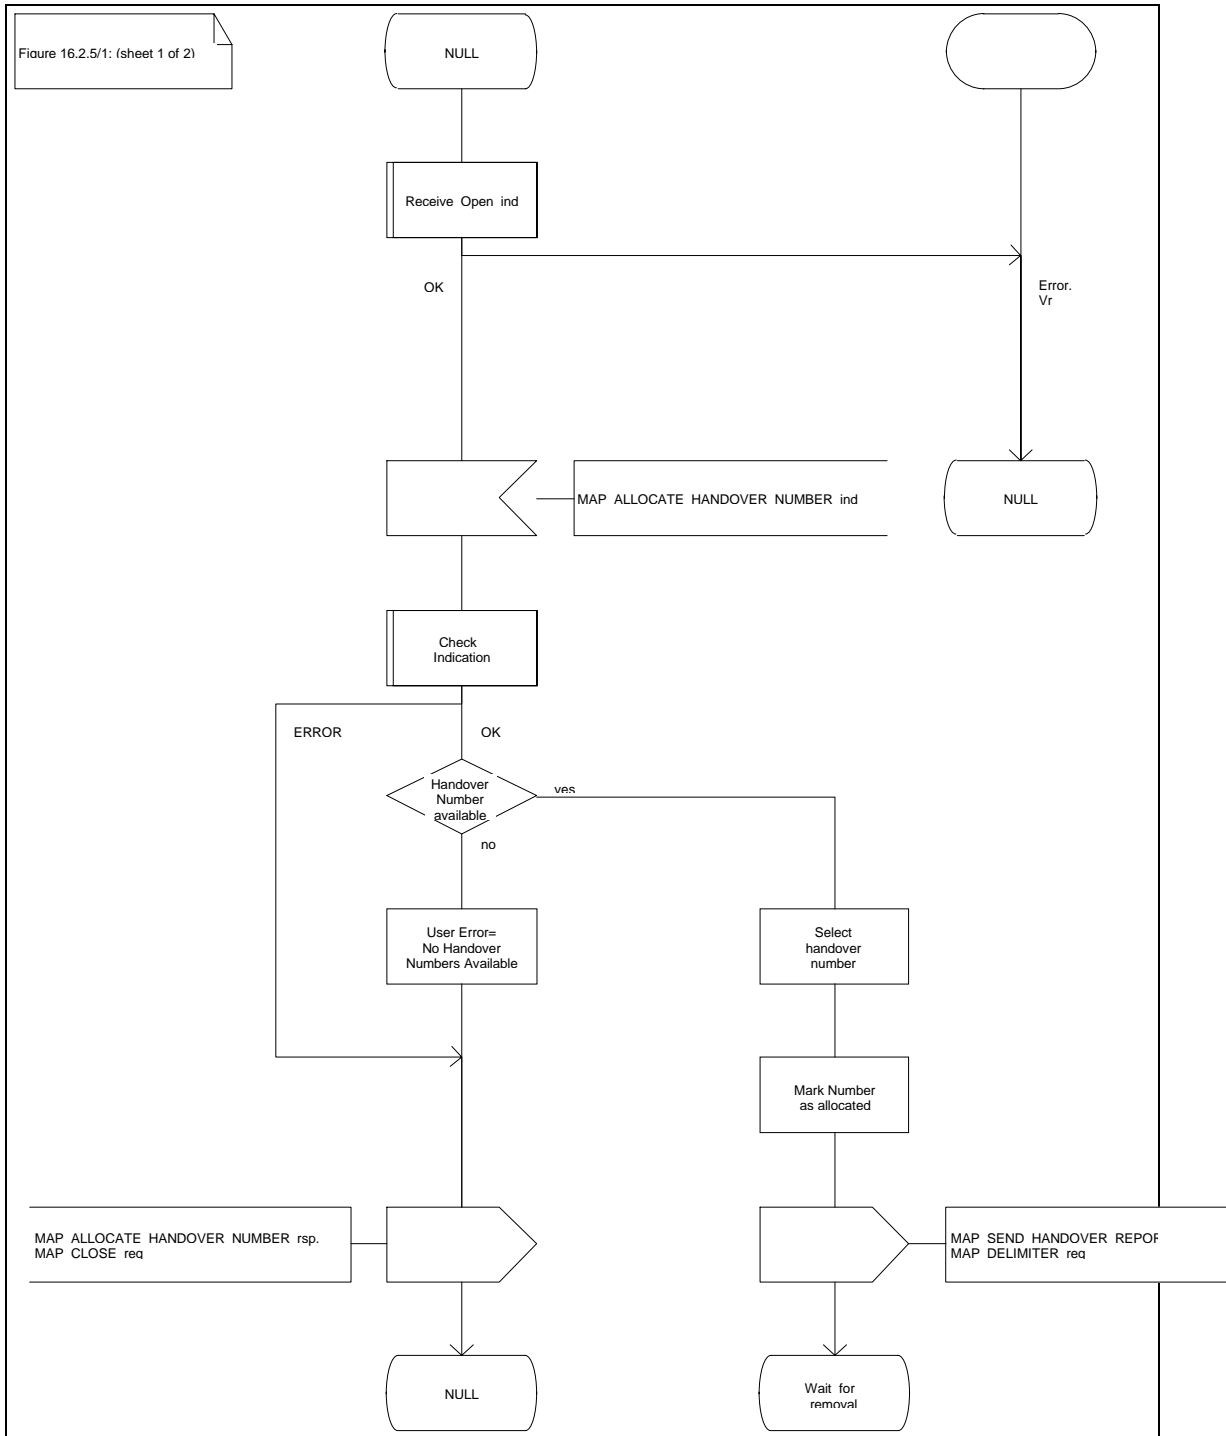 Figure 16.2.5/1: (sheet 1 of 2)
NULL
Receive Open ind
OK
Error.
Vr
MAP ALLOCATE HANDOVER NUMBER ind
NULL
Check
Indication
ERROR
OK
Handover
Number
available
yes
no
User Error=
No Handover
Numbers Available
Select
handover
number
Mark Number
as allocated
MAP ALLOCATE HANDOVER NUMBER rsp.
MAP CLOSE req
MAP SEND HANDOVER REPOR
MAP DELIMITER req
NULL
Wait for
removal